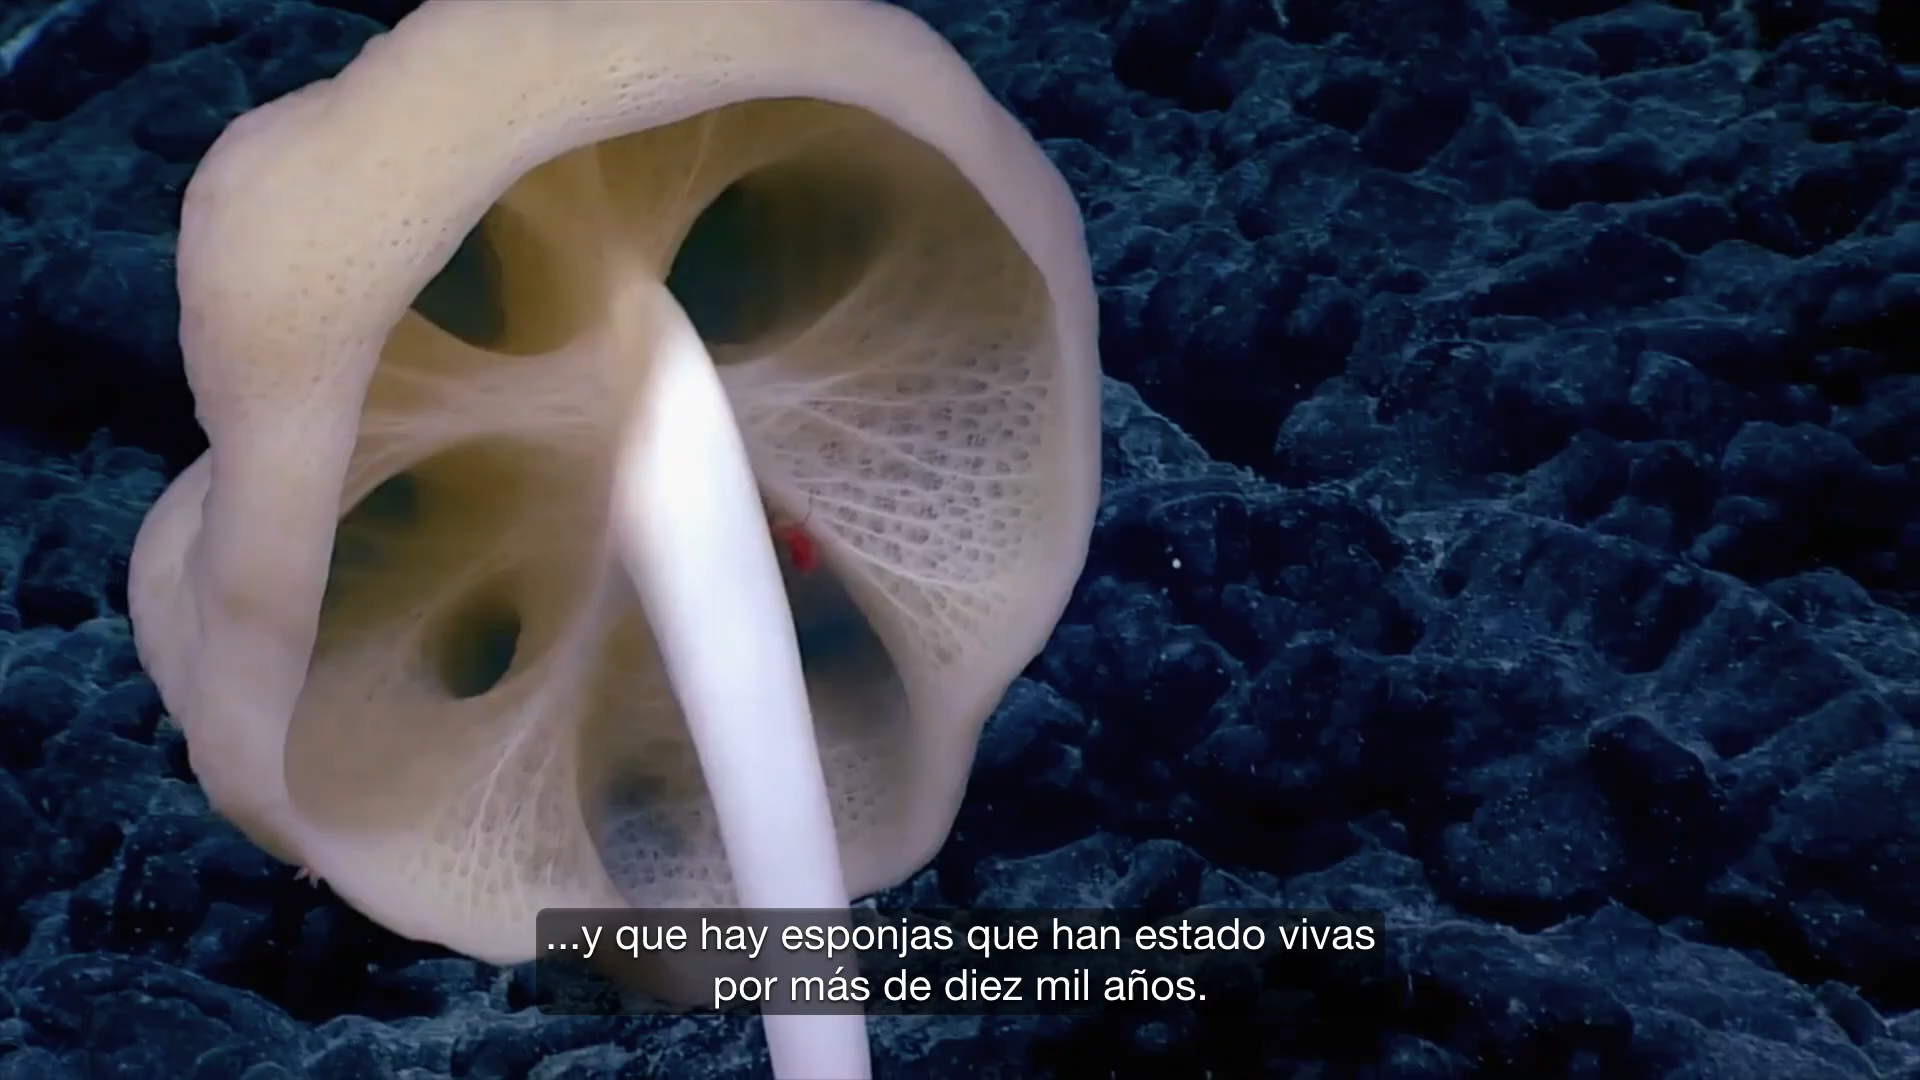 ...y que hay esponjas que han estado vivas
por más de diez mil años.